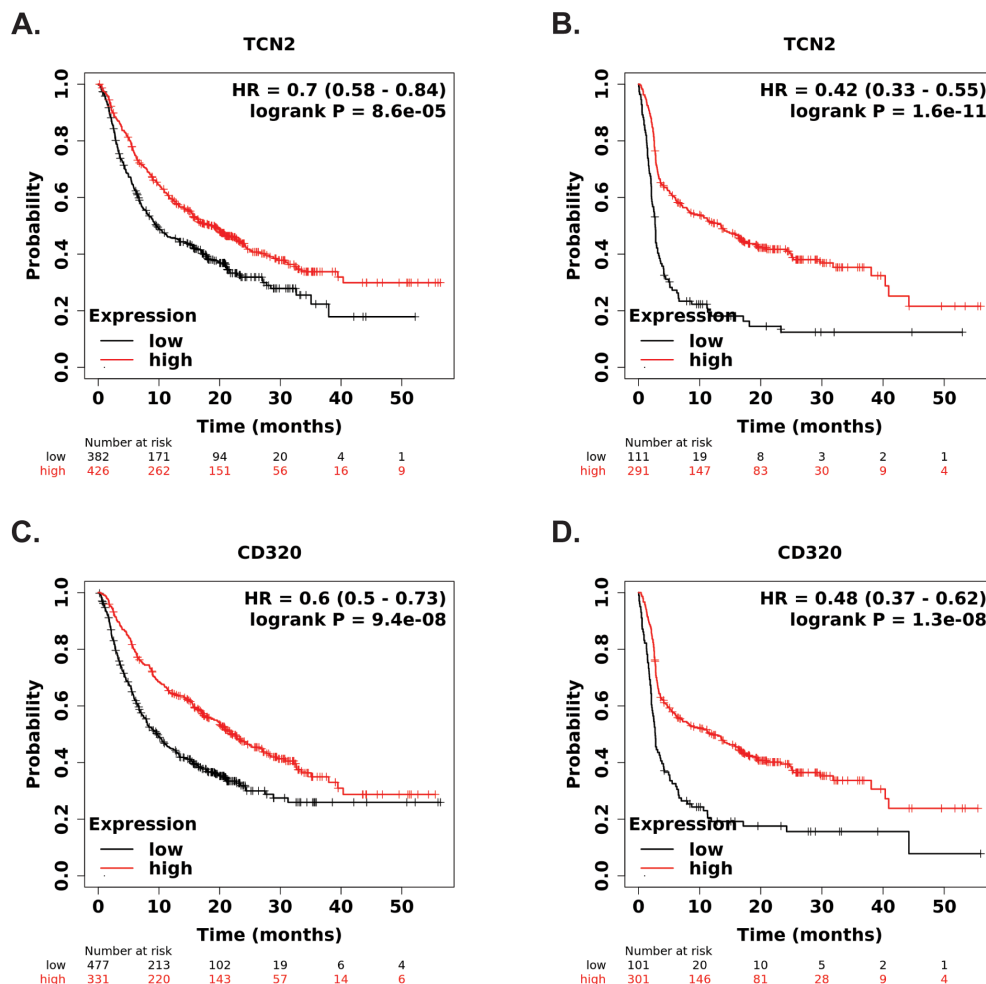 A.
TCN2
HR = 0.7 (0.58 - 0.84)
logrank P = 8.6e-05
Probability
1.0
0.8
0.6
0.4
0.2
0.0
Expression
low
high
0 10 20 30 40 50
Time (months)
Number at risk
low 382 171 94 20 4 1
high 426 262 151 56 16 9
B.
TCN2
HR = 0.42 (0.33 - 0.55)
logrank P = 1.6e-11
Probability
1.0
0.8
0.6
0.4
0.2
0.0
Expression
low
high
0 10 20 30 40 50
Time (months)
Number at risk
low 111 19 8 3 2 1
high 291 147 83 30 9 4
C.
CD320
HR = 0.6 (0.5 - 0.73)
logrank P = 9.4e-08
Probability
1.0
0.8
0.6
0.4
0.2
0.0
Expression
low
high
0 10 20 30 40 50
Time (months)
Number at risk
low 477 213 102 19 6 4
high 331 220 143 57 14 6
D.
CD320
HR = 0.48 (0.37 - 0.62)
logrank P = 1.3e-08
Probability
1.0
0.8
0.6
0.4
0.2
0.0
Expression
low
high
0 10 20 30 40 50
Time (months)
Number at risk
low 101 20 10 5 2 1
high 301 146 81 28 9 4